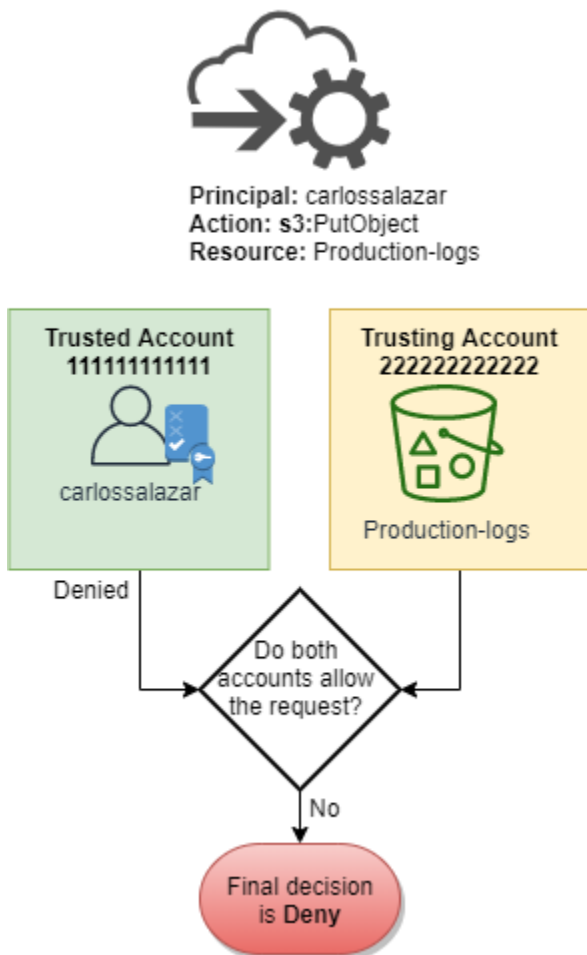 Principal: carlossalazar
Action: s3:PutObject
Resource: Production-logs
Trusted Account
111111111111
carlossalazar
Trusting Account
222222222222
Production-logs
Denied
Do both
accounts allow
the request?
No
Final decision
is Deny